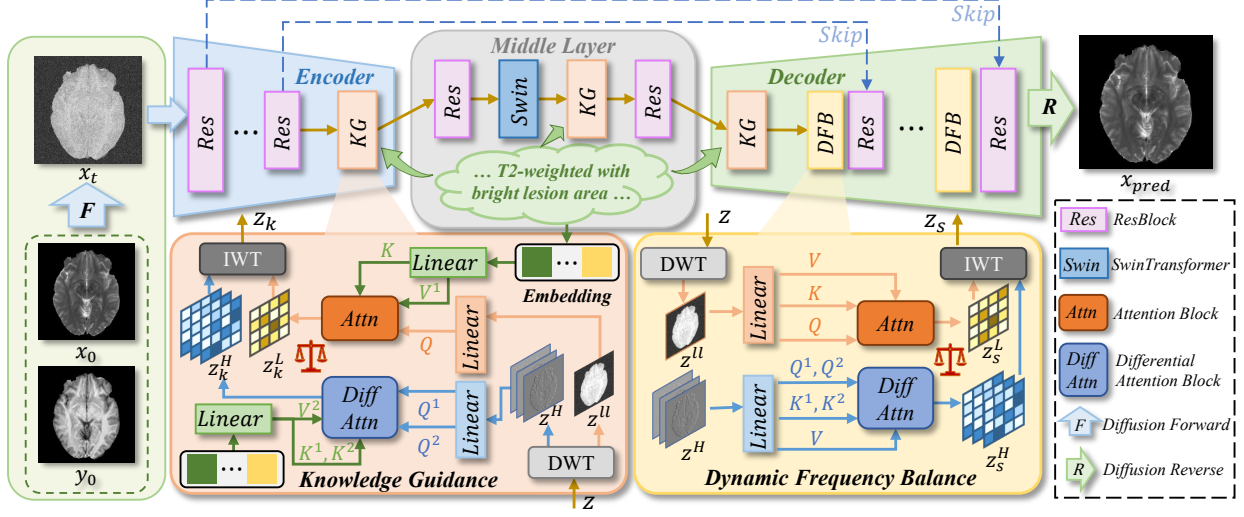 Skip
Skip
Middle Layer
Encoder
Decoder
Res
...
Res
KG
Res
Swin
KG
Res
KG
DFB
Res
...
DFB
Res
R
... T2-weighted with
bright lesion area ...
x_t
F
x_0
y_0
x_pred
z_k
IWT
K
Linear
V^1
...
Embedding
Attn
Q
Linear
z_k^H
z_k^L
Linear
V^2
K^1, K^2
...
Diff
Attn
Q^1
Q^2
Linear
z^H
z^ll
DWT
z
Knowledge Guidance
z
DWT
z^ll
Linear
V
K
Q
Attn
z_s
IWT
z_s^L
z^H
Linear
Q^1, Q^2
K^1, K^2
V
Diff
Attn
z_s^H
Dynamic Frequency Balance
Res ResBlock
Swin SwinTransformer
Attn Attention Block
Diff Attn Differential
Attention Block
F Diffusion Forward
R Diffusion Reverse